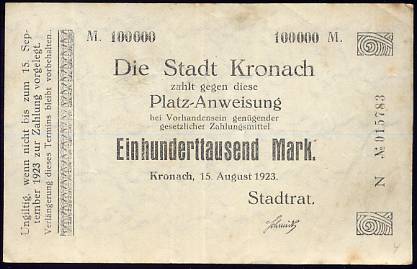 M. 100000 100000 M.
Die Stadt Kronach
zahlt gegen diese
Platz-Anweisung
bei Vorhandensein genügender
gesetzlicher Zahlungsmittel
Einhunderttausend Mark.
Kronach, 15. August 1923.
Stadtrat.
Ungiltig, wenn nicht bis zum 15. Sep-
tember 1923 zur Zahlung vorgelegt.
Verlängerung dieses Termins bleibt vorbehalten.
N № 015783